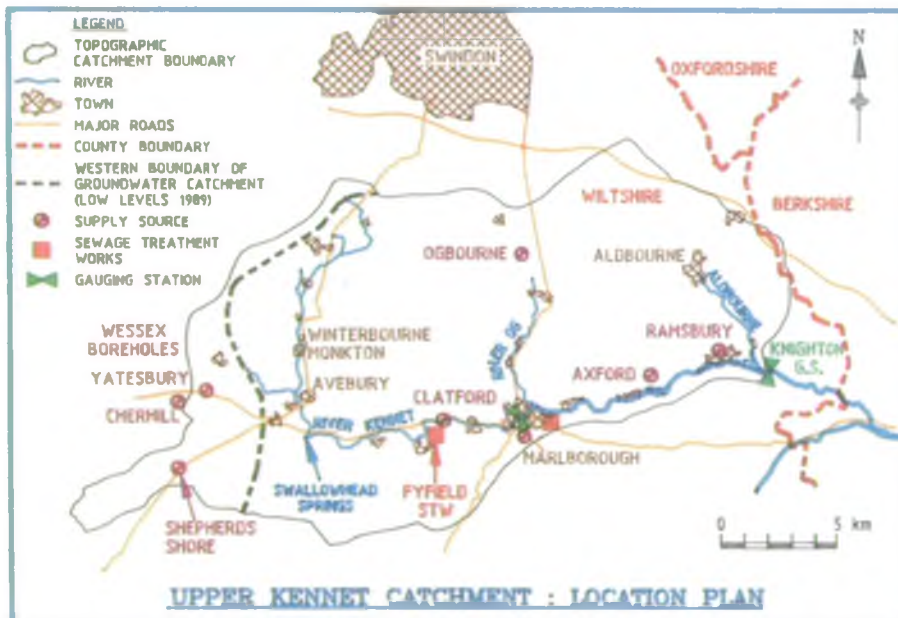 LEGEND
TOPOGRAPHIC
CATCHMENT BOUNDARY
RIVER
TOWN
MAJOR ROADS
COUNTY BOUNDARY
WESTERN BOUNDARY OF
GROUNDWATER CATCHMENT
(LOW LEVELS 1989)
SUPPLY SOURCE
SEWAGE TREATMENT
WORKS
GAUGING STATION
SWINDON
N
OXFORDSHIRE
WILTSHIRE
BERKSHIRE
OGBOURNE
ALDBOURNE
ALDBOURNE
WESSEX
BOREHOLES
WINTERBOURNE
MONKTON
RIVER OG
RAMSBURY
KNIGHTON
G.S.
YATESBURY
AVEBURY
CLATFORD
AXFORD
CHERHILL
RIVER KENNET
MARLBOROUGH
SWALLOWHEAD
SPRINGS
FYFIELD
STW
SHEPHERDS
SHORE
0 5 km
UPPER KENNET CATCHMENT : LOCATION PLAN